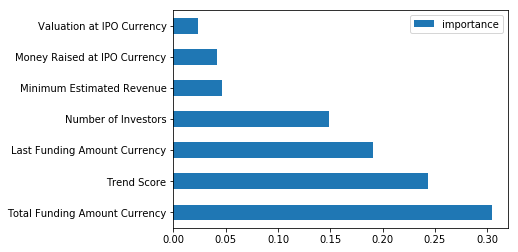 Valuation at IPO Currency
Money Raised at IPO Currency
Minimum Estimated Revenue
Number of Investors
Last Funding Amount Currency
Trend Score
Total Funding Amount Currency
importance
0.00 0.05 0.10 0.15 0.20 0.25 0.30